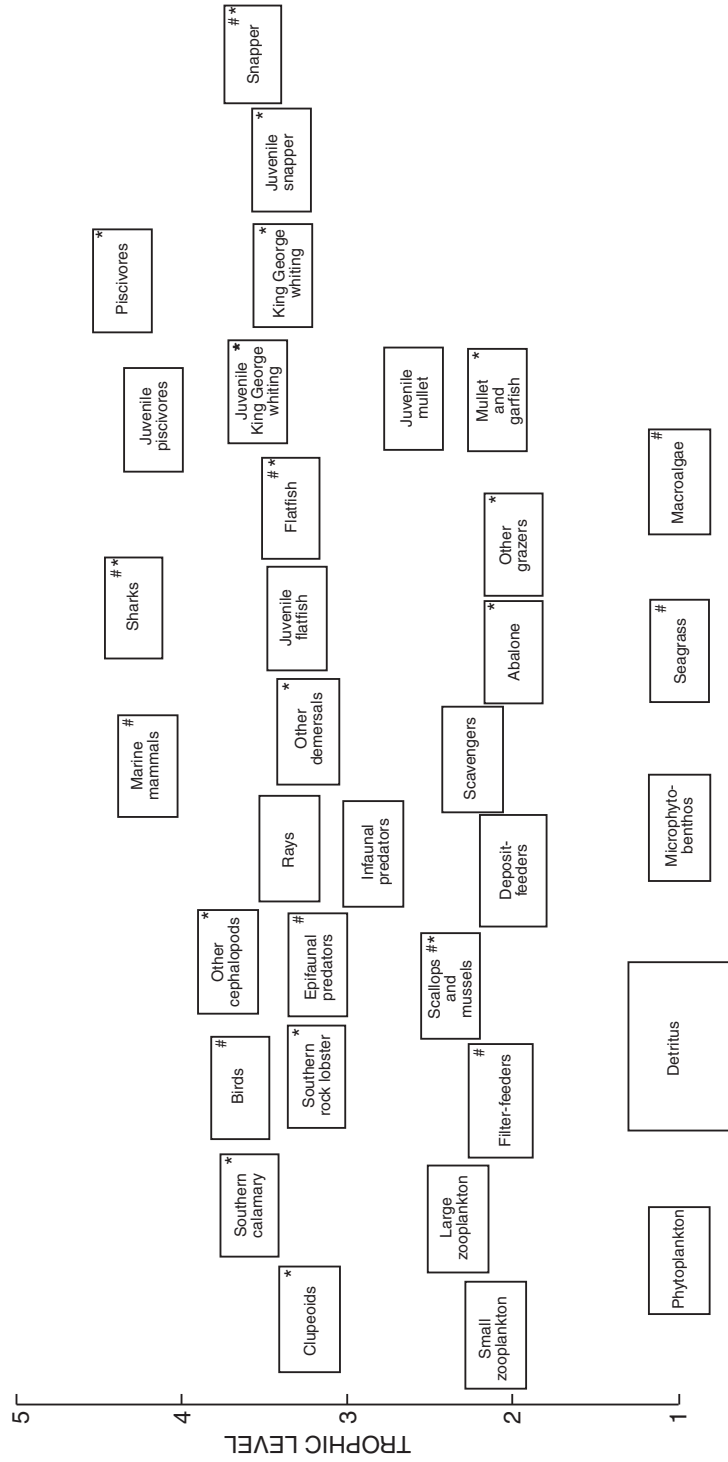 TROPHIC LEVEL
5
4
3
2
1
Piscivores
*
Sharks
# *
Marine
mammals
#
Juvenile
piscivores
Other
cephalopods
*
Birds
#
Southern
calamary
*
Snapper
# *
Juvenile
King George
whiting
*
King George
whiting
*
Juvenile
snapper
*
Flatfish
# *
Juvenile
flatfish
Other
demersals
*
Rays
Epifaunal
predators
#
Southern
rock lobster
*
Clupeoids
*
Infaunal
predators
Juvenile
mullet
Scallops
and
mussels
#*
Large
zooplankton
Scavengers
Small
zooplankton
Filter-feeders
#
Deposit-
feeders
Abalone
*
Other
grazers
*
Mullet
and
garfish
*
Phytoplankton
Detritus
Microphyto-
benthos
Seagrass
#
Macroalgae
#